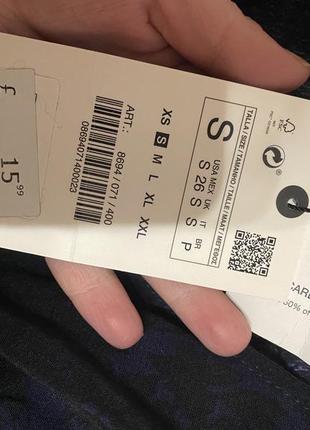 TALLA / SIZE / TAMANHO / TAILLE / MAAT /
S
USA MEX UK IT BR
S 26 S S P
XS S M L XL XXL
ART.:
8694 / 071 / 400
08694071400023
15.99